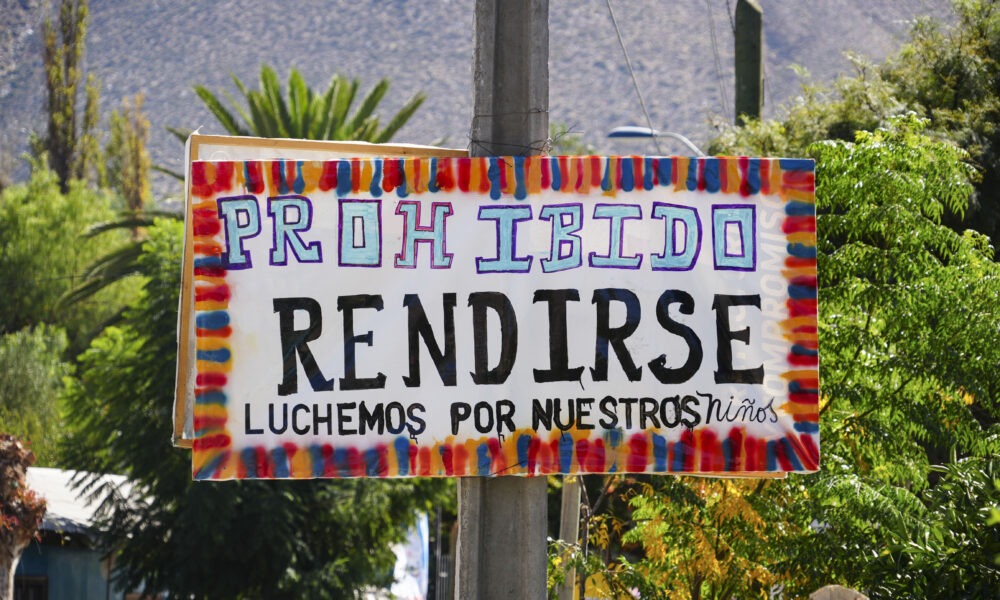 PROHIBIDO
RENDIRSE
LUCHEMOS POR NUESTROS niños